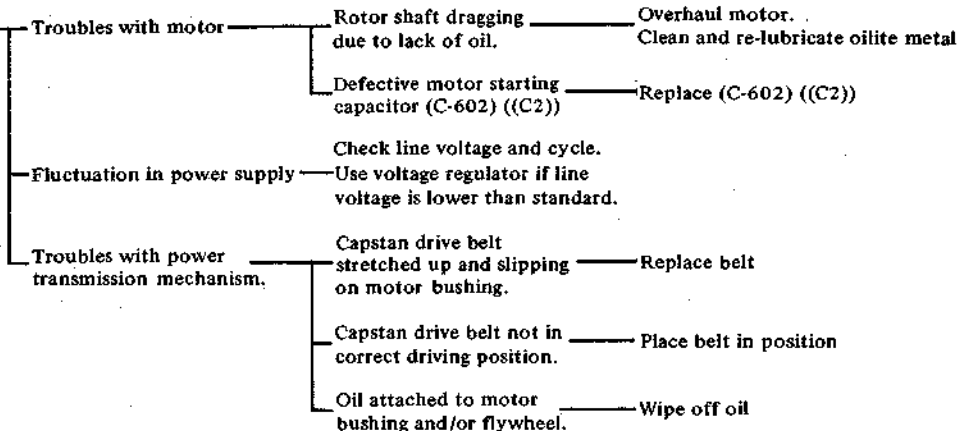 Troubles with motor
Rotor shaft dragging
due to lack of oil.
Overhaul motor.
Clean and re-lubricate oilite metal
Defective motor starting
capacitor (C-602) ((C2))
Replace (C-602) ((C2))
Fluctuation in power supply
Check line voltage and cycle.
Use voltage regulator if line
voltage is lower than standard.
Troubles with power
transmission mechanism.
Capstan drive belt
stretched up and slipping
on motor bushing.
Replace belt
Capstan drive belt not in
correct driving position.
Place belt in position
Oil attached to motor
bushing and/or flywheel.
Wipe off oil